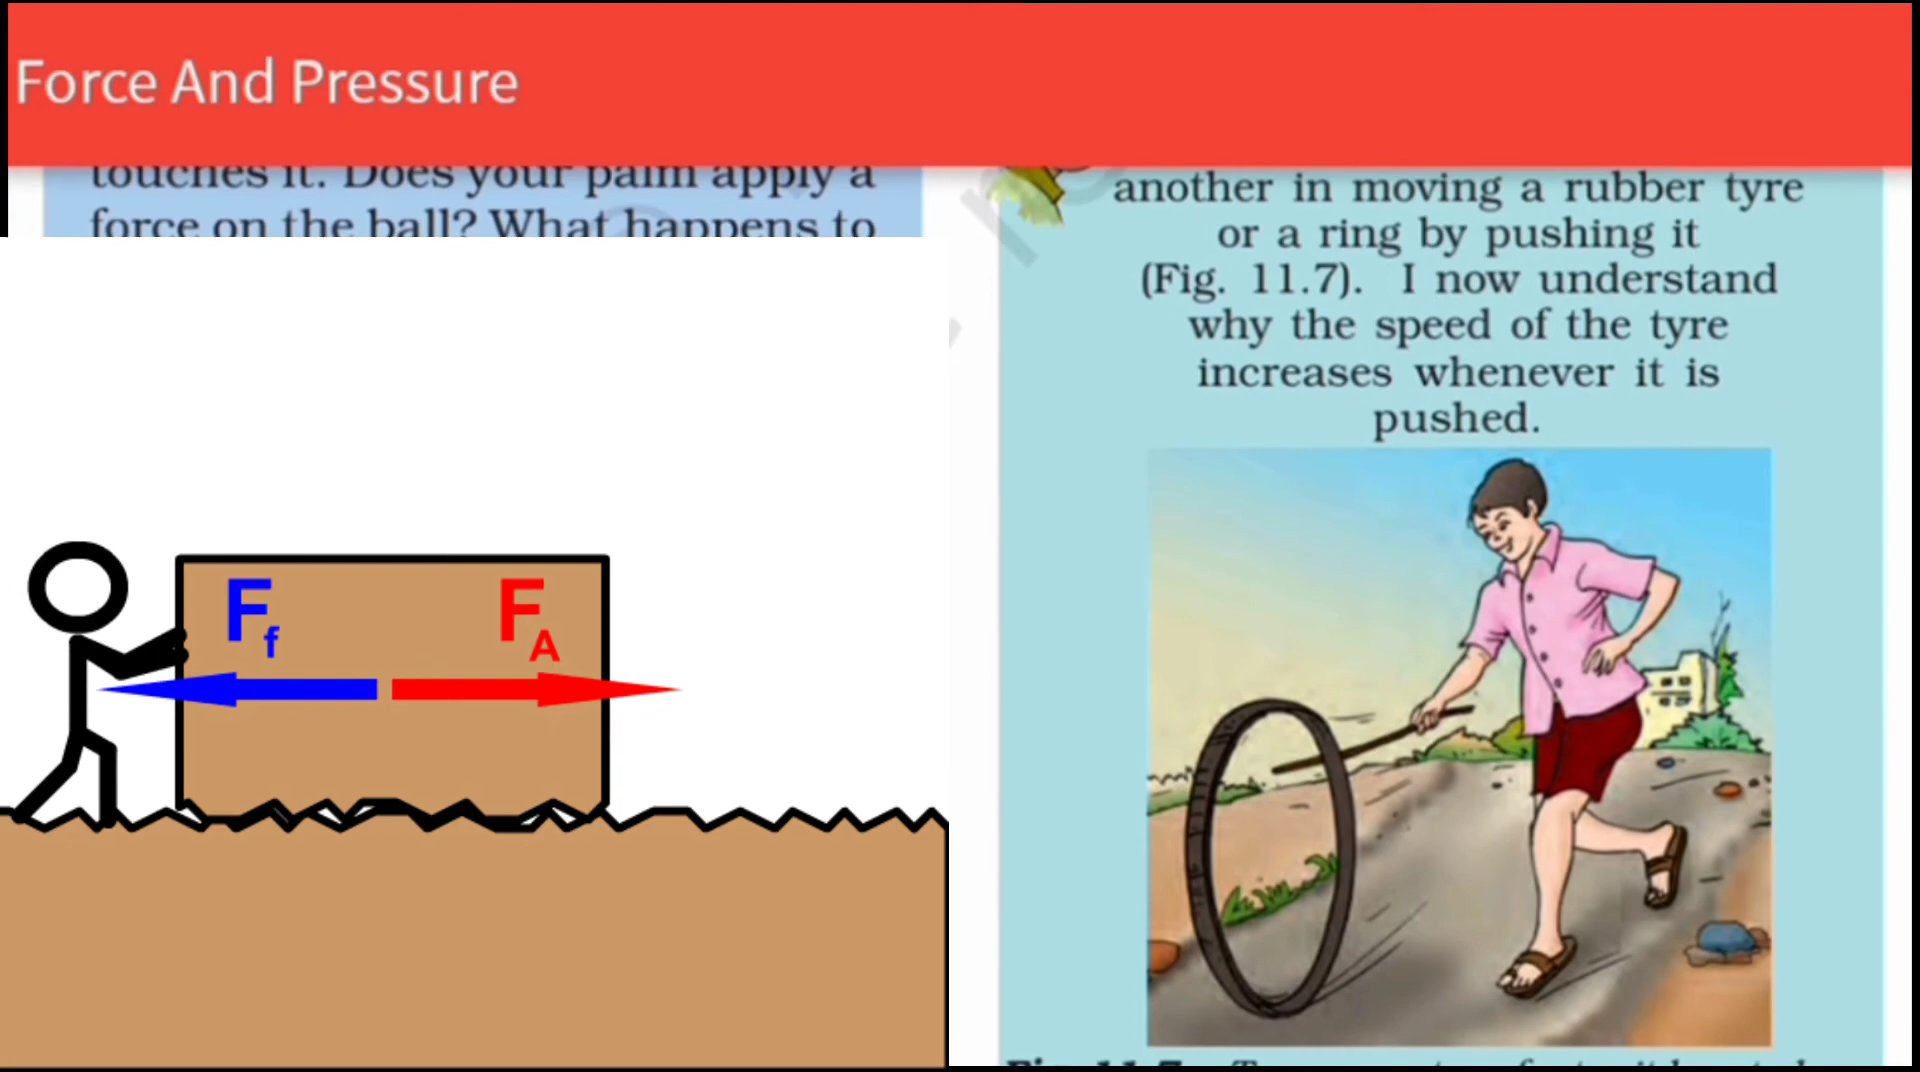 Force And Pressure
touches it. Does your palm apply a
force on the ball? What happens to
F f
F A
another in moving a rubber tyre
or a ring by pushing it
(Fig. 11.7). I now understand
why the speed of the tyre
increases whenever it is
pushed.